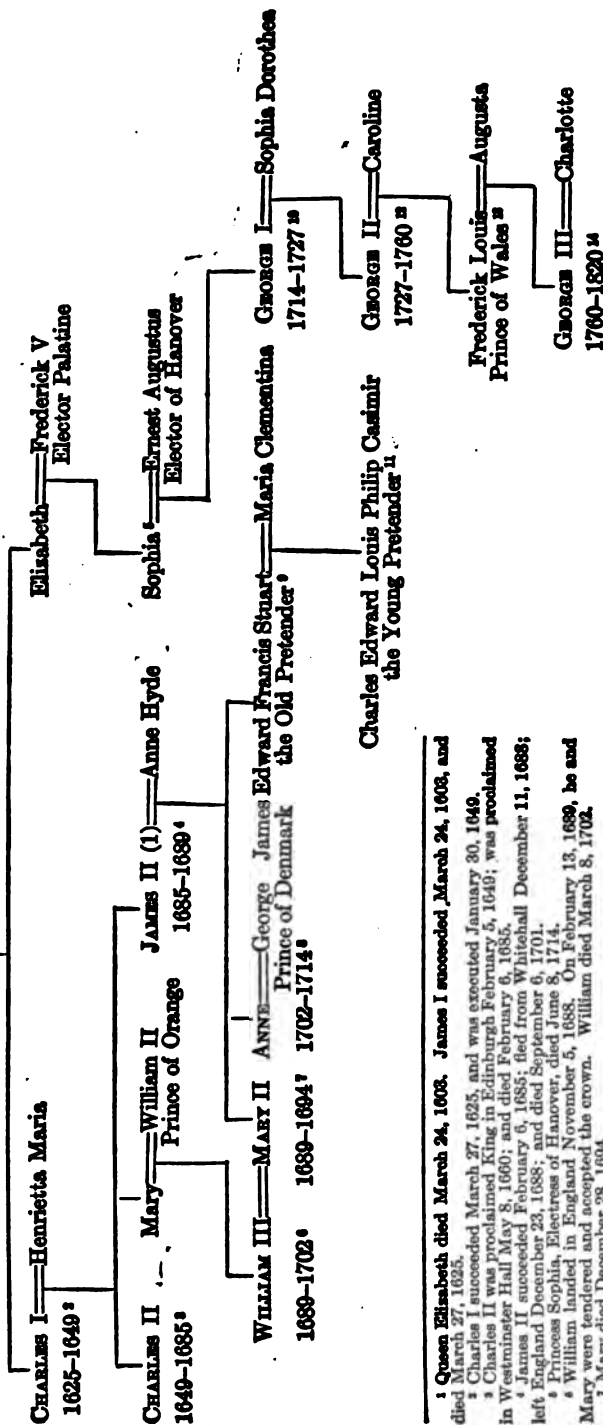 CHARLES I══Henrietta Maria
1625–1649 ²
Elizabeth══Frederick V
Elector Palatine
CHARLES II
1649–1685 ³
Mary══William II
Prince of Orange
JAMES II (1)══Anne Hyde
1685–1689 ⁴
Sophia ⁵══Ernest Augustus
Elector of Hanover
WILLIAM III══MARY II
1689–1702 ⁶ 1689–1694 ⁷
ANNE══George
Prince of Denmark
1702–1714 ⁸
James Edward Francis Stuart══Maria Clementina
the Old Pretender ⁹
GEORGE I══Sophia Dorothea
1714–1727 ¹⁰
Charles Edward Louis Philip Casimir
the Young Pretender ¹¹
GEORGE II══Caroline
1727–1760 ¹²
Frederick Louis══Augusta
Prince of Wales ¹³
GEORGE III══Charlotte
1760–1820 ¹⁴
¹ Queen Elizabeth died March 24, 1603. James I succeeded March 24, 1603, and
died March 27, 1625.
² Charles I succeeded March 27, 1625, and was executed January 30, 1649.
³ Charles II was proclaimed King in Edinburgh February 5, 1649; was proclaimed
in Westminster Hall May 8, 1660; and died February 6, 1685.
⁴ James II succeeded February 6, 1685; fled from Whitehall December 11, 1688;
left England December 23, 1688; and died September 6, 1701.
⁵ Princess Sophia, Electress of Hanover, died June 8, 1714.
⁶ William landed in England November 5, 1688. On February 13, 1689, he and
Mary were tendered and accepted the crown. William died March 8, 1702.
⁷ Mary died December 28, 1694.